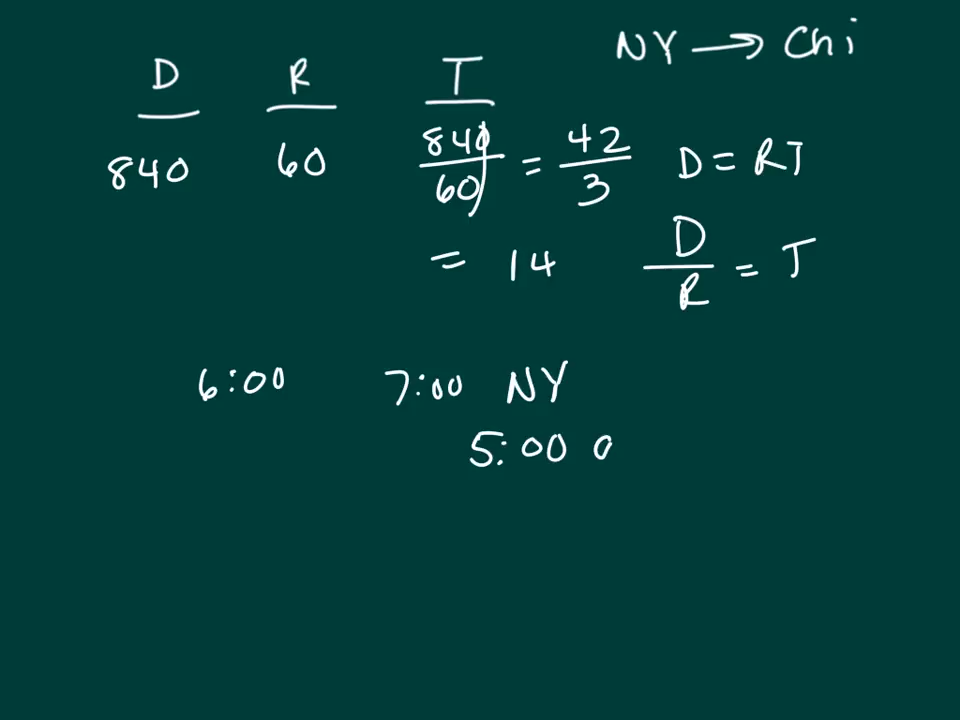 NY → Chi
D R T
840 60 840/60 = 42/3 D = RT
= 14 D/R = T
6:00 7:00 NY
5:00